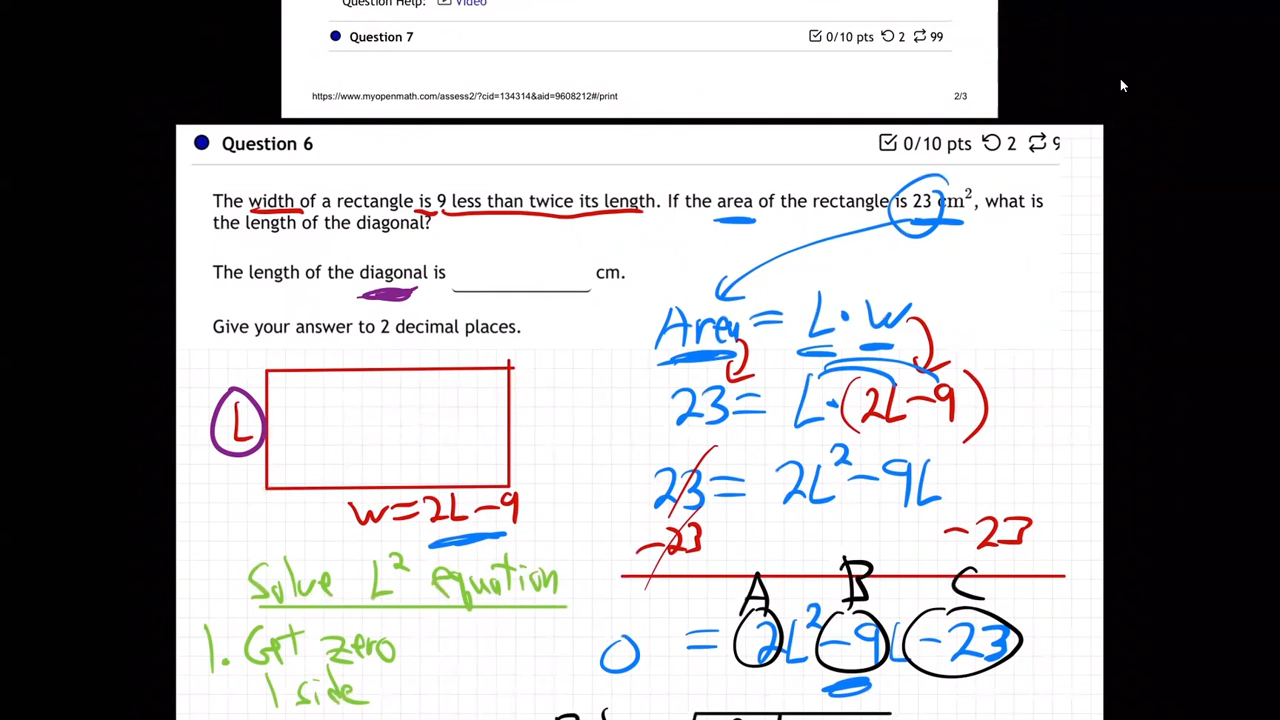 Question Help: Video
Question 7 0/10 pts 2 99
https://www.myopenmath.com/assess2/?cid=134314&aid=9608212#/print 2/3
Question 6 0/10 pts 2 9
The width of a rectangle is 9 less than twice its length. If the area of the rectangle is 23 cm², what is
the length of the diagonal?
The length of the diagonal is cm.
Give your answer to 2 decimal places.
Area = L · W
23 = L · (2L - 9)
L
23 = 2L² - 9L
W = 2L - 9
-23 -23
A B C
Solve L² equation
0 = 2L² - 9L - 23
1. Get zero
1 side